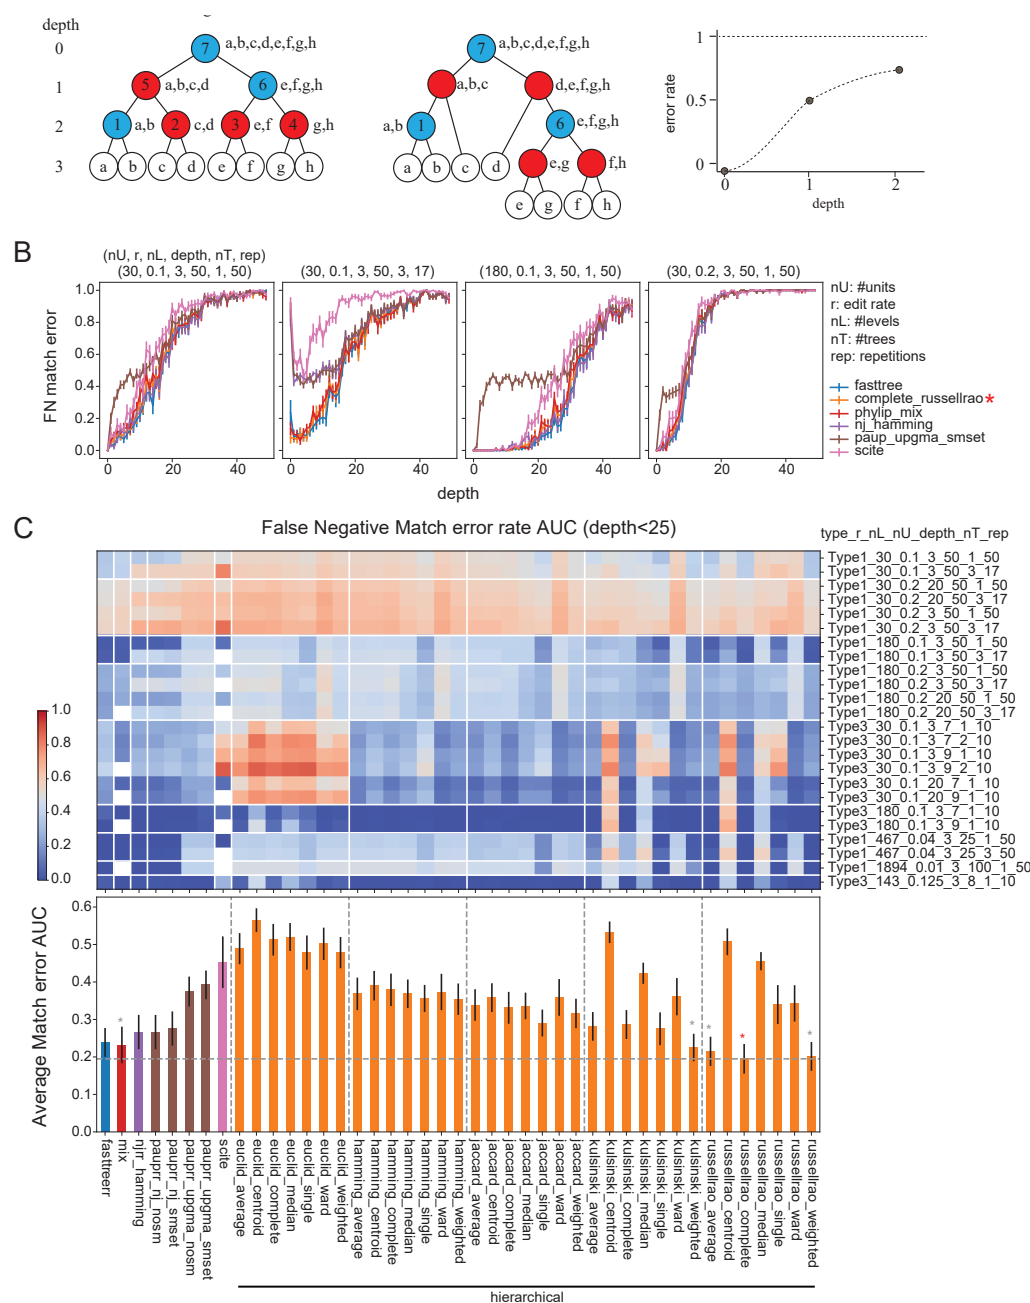 depth
0
7
a,b,c,d,e,f,g,h
1
5
a,b,c,d
6
e,f,g,h
2
1
a,b
2
c,d
3
e,f
4
g,h
3
a
b
c
d
e
f
g
h
7
a,b,c,d,e,f,g,h
a,b,c
d,e,f,g,h
a,b
1
6
e,f,g,h
a
b
c
d
e,g
f,h
e
g
f
h
1
0.5
0
error rate
0
1
2
depth
B
(nU, r, nL, depth, nT, rep)
(30, 0.1, 3, 50, 1, 50)
(30, 0.1, 3, 50, 3, 17)
(180, 0.1, 3, 50, 1, 50)
(30, 0.2, 3, 50, 1, 50)
1.0
0.8
0.6
0.4
0.2
0.0
FN match error
0
20
40
0
20
40
0
20
40
0
20
40
depth
nU: #units
r: edit rate
nL: #levels
nT: #trees
rep: repetitions
fasttree
complete_russellrao*
phylip_mix
nj_hamming
paup_upgma_smset
scite
C
False Negative Match error rate AUC (depth<25)
type_r_nL_nU_depth_nT_rep
Type1_30_0.1_3_50_1_50
Type1_30_0.1_3_50_3_17
Type1_30_0.2_20_50_1_50
Type1_30_0.2_20_50_3_17
Type1_30_0.2_3_50_1_50
Type1_30_0.2_3_50_3_17
Type1_180_0.1_3_50_1_50
Type1_180_0.1_3_50_3_17
Type1_180_0.2_3_50_1_50
Type1_180_0.2_3_50_3_17
Type1_180_0.2_20_50_1_50
Type1_180_0.2_20_50_3_17
Type3_30_0.1_3_7_1_10
Type3_30_0.1_3_7_2_10
Type3_30_0.1_3_9_1_10
Type3_30_0.1_3_9_2_10
Type3_30_0.1_20_7_1_10
Type3_30_0.1_20_9_1_10
Type3_180_0.1_3_7_1_10
Type3_180_0.1_3_9_1_10
Type1_467_0.04_3_25_1_50
Type1_467_0.04_3_25_3_50
Type1_1894_0.01_3_100_1_50
Type3_143_0.125_3_8_1_10
1.0
0.8
0.6
0.4
0.2
0.0
0.6
0.5
0.4
0.3
0.2
0.1
0.0
Average Match error AUC
fasttreerr
mix
njrr_hamming
pauprr_nj_nosm
pauprr_nj_smset
pauprr_upgma_nosm
pauprr_upgma_smset
scite
euclid_average
euclid_centroid
euclid_complete
euclid_median
euclid_single
euclid_ward
euclid_weighted
hamming_average
hamming_centroid
hamming_complete
hamming_median
hamming_single
hamming_ward
hamming_weighted
jaccard_average
jaccard_centroid
jaccard_complete
jaccard_median
jaccard_single
jaccard_ward
jaccard_weighted
kulsinski_average
kulsinski_centroid
kulsinski_complete
kulsinski_median
kulsinski_single
kulsinski_ward
kulsinski_weighted
russellrao_average
russellrao_centroid
russellrao_complete
russellrao_median
russellrao_single
russellrao_ward
russellrao_weighted
hierarchical